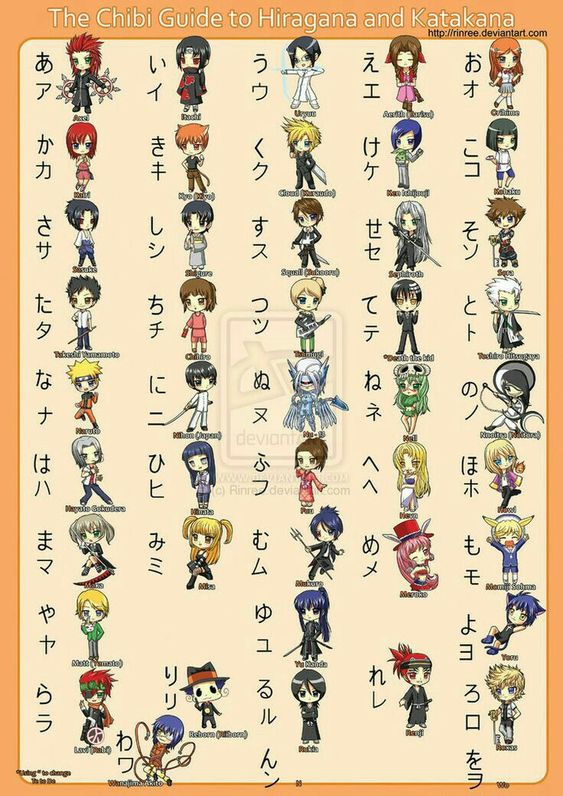 The Chibi Guide to Hiragana and Katakana
http://rinree.deviantart.com
あア いイ うウ えエ おオ
Axel Itachi Uryuu Aerith (Earisu) Orihime
かカ きキ くク けケ こコ
Kairi Kyo (Kiyo) Cloud (Kuraudo) Ken Ichijouji Kohaku
さサ しシ すス せセ そソ
Sasuke Shigure Squall (Sukooru) Sephiroth Sora
たタ ちチ つツ てテ とト
Takeshi Yamamoto Chihiro Tsumugi "Death the kid Toshiro Hitsugaya
deviantART
なナ にニ ぬヌ ねネ のノ
Naruto Nihon (Japan) Nu - 13 Nell Nnoitra (Noitora)
はハ ひヒ ふフ へヘ ほホ
Hayato Gokudera Hinata Fuu Hevn Howl
(c) Rinree.deviantart.com
まマ みミ むム めメ もモ
Maka Misa Mukuro Meroko Momiji Sohma
やヤ ゆユ よヨ
Matt (Yamato) Yu Kanda Yoru
らラ りリ るル れレ ろロ
Lavi (Rabi) Reborn (Riborn) Rukia Renji Roxas
わワ んン をヲ
"Using " to change
Te to De
Wanajima Akito N Wo